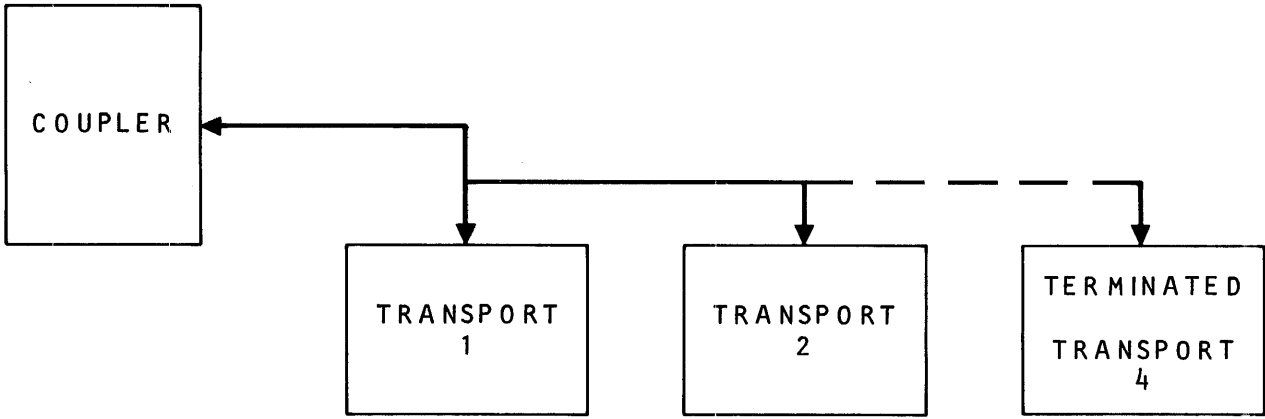 COUPLER
TRANSPORT
1
TRANSPORT
2
TERMINATED
TRANSPORT
4